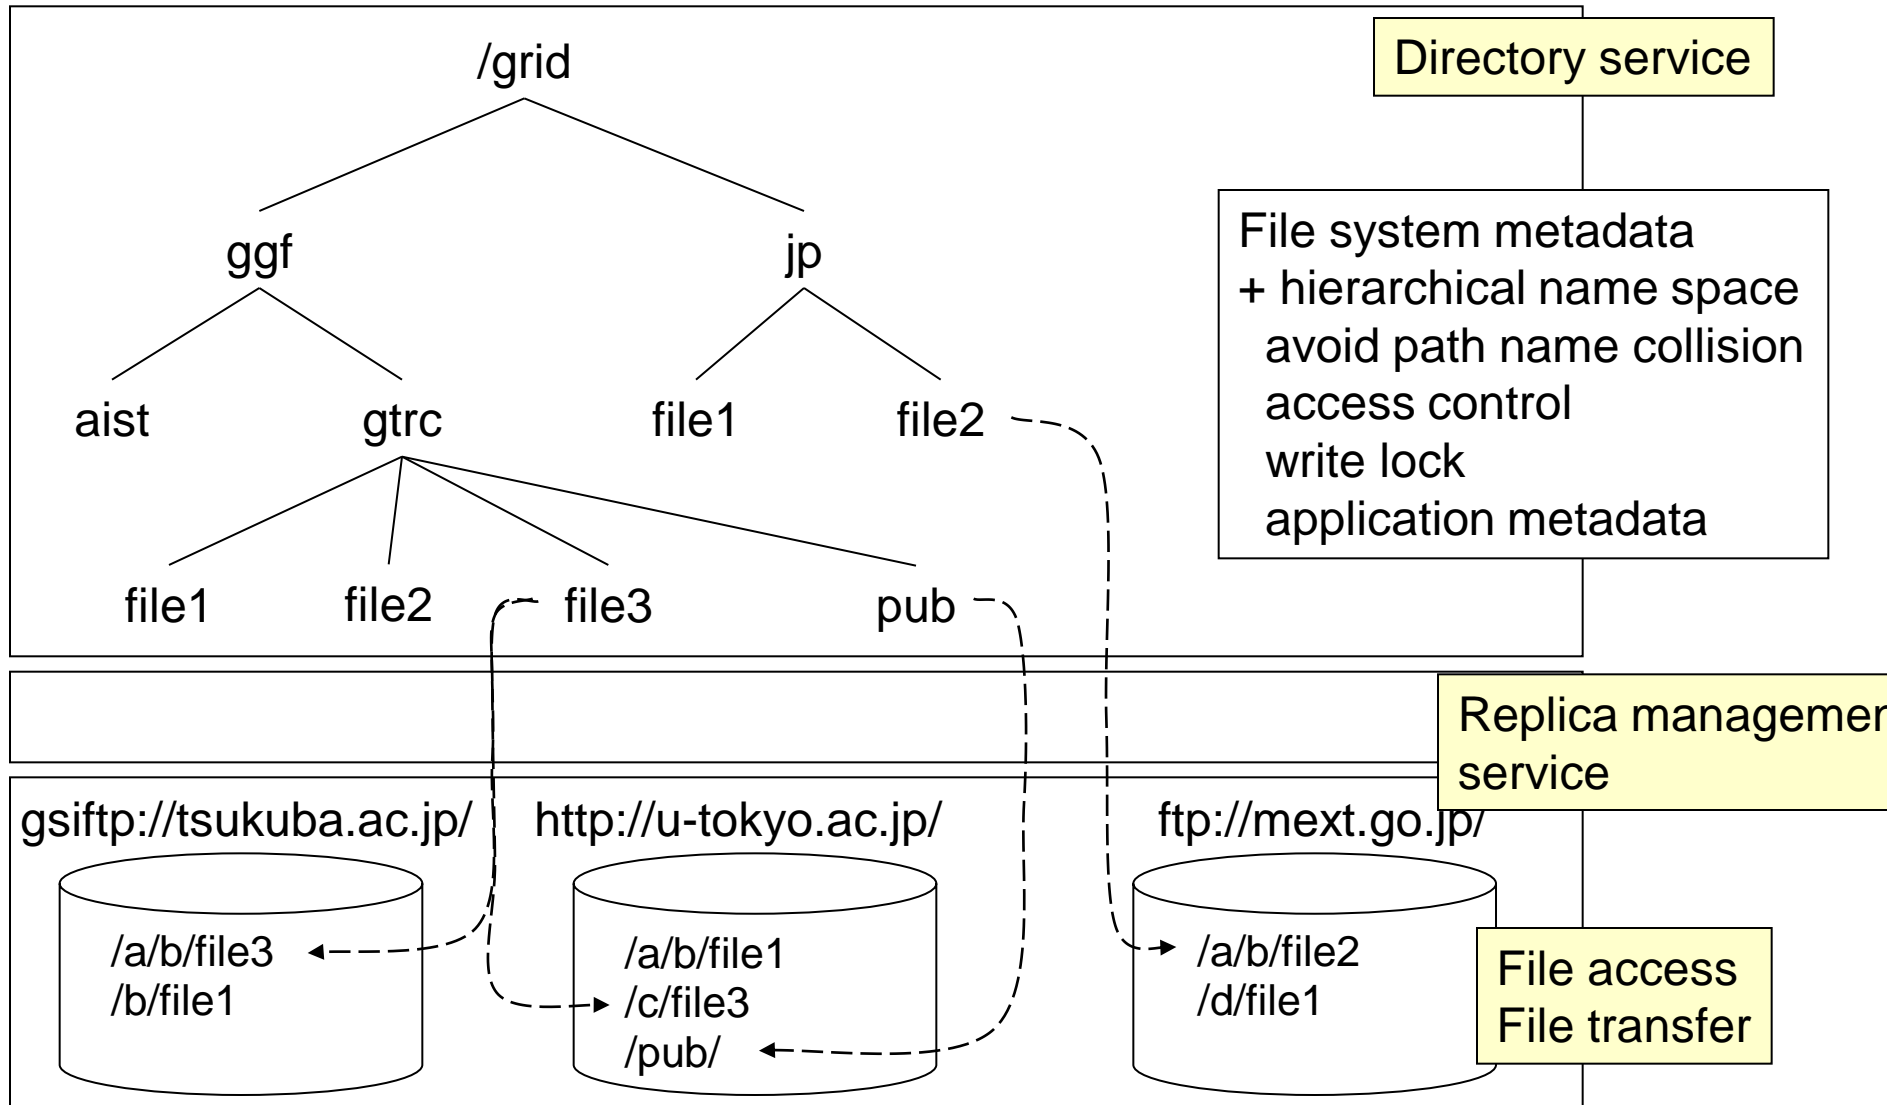 /grid
Directory service
ggf
jp
File system metadata
+ hierarchical name space
avoid path name collision
access control
write lock
application metadata
aist
gtrc
file1
file2
file1
file2
file3
pub
Replica managemen
service
gsiftp://tsukuba.ac.jp/
http://u-tokyo.ac.jp/
ftp://mext.go.jp/
/a/b/file3
/b/file1
/a/b/file1
/c/file3
/pub/
/a/b/file2
/d/file1
File access
File transfer